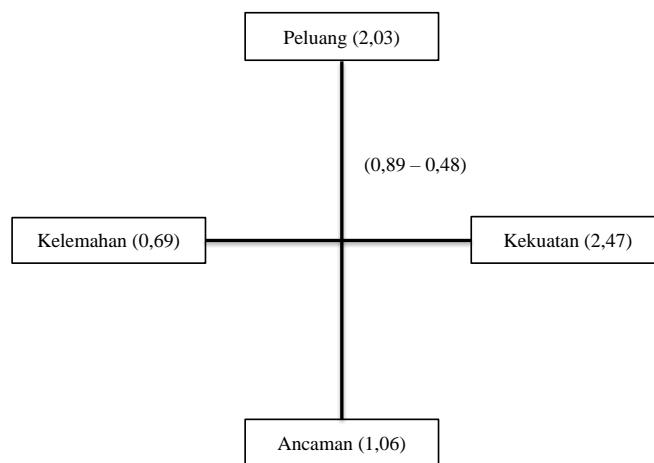 Peluang (2,03)
(0,89 – 0,48)
Kelemahan (0,69)
Kekuatan (2,47)
Ancaman (1,06)